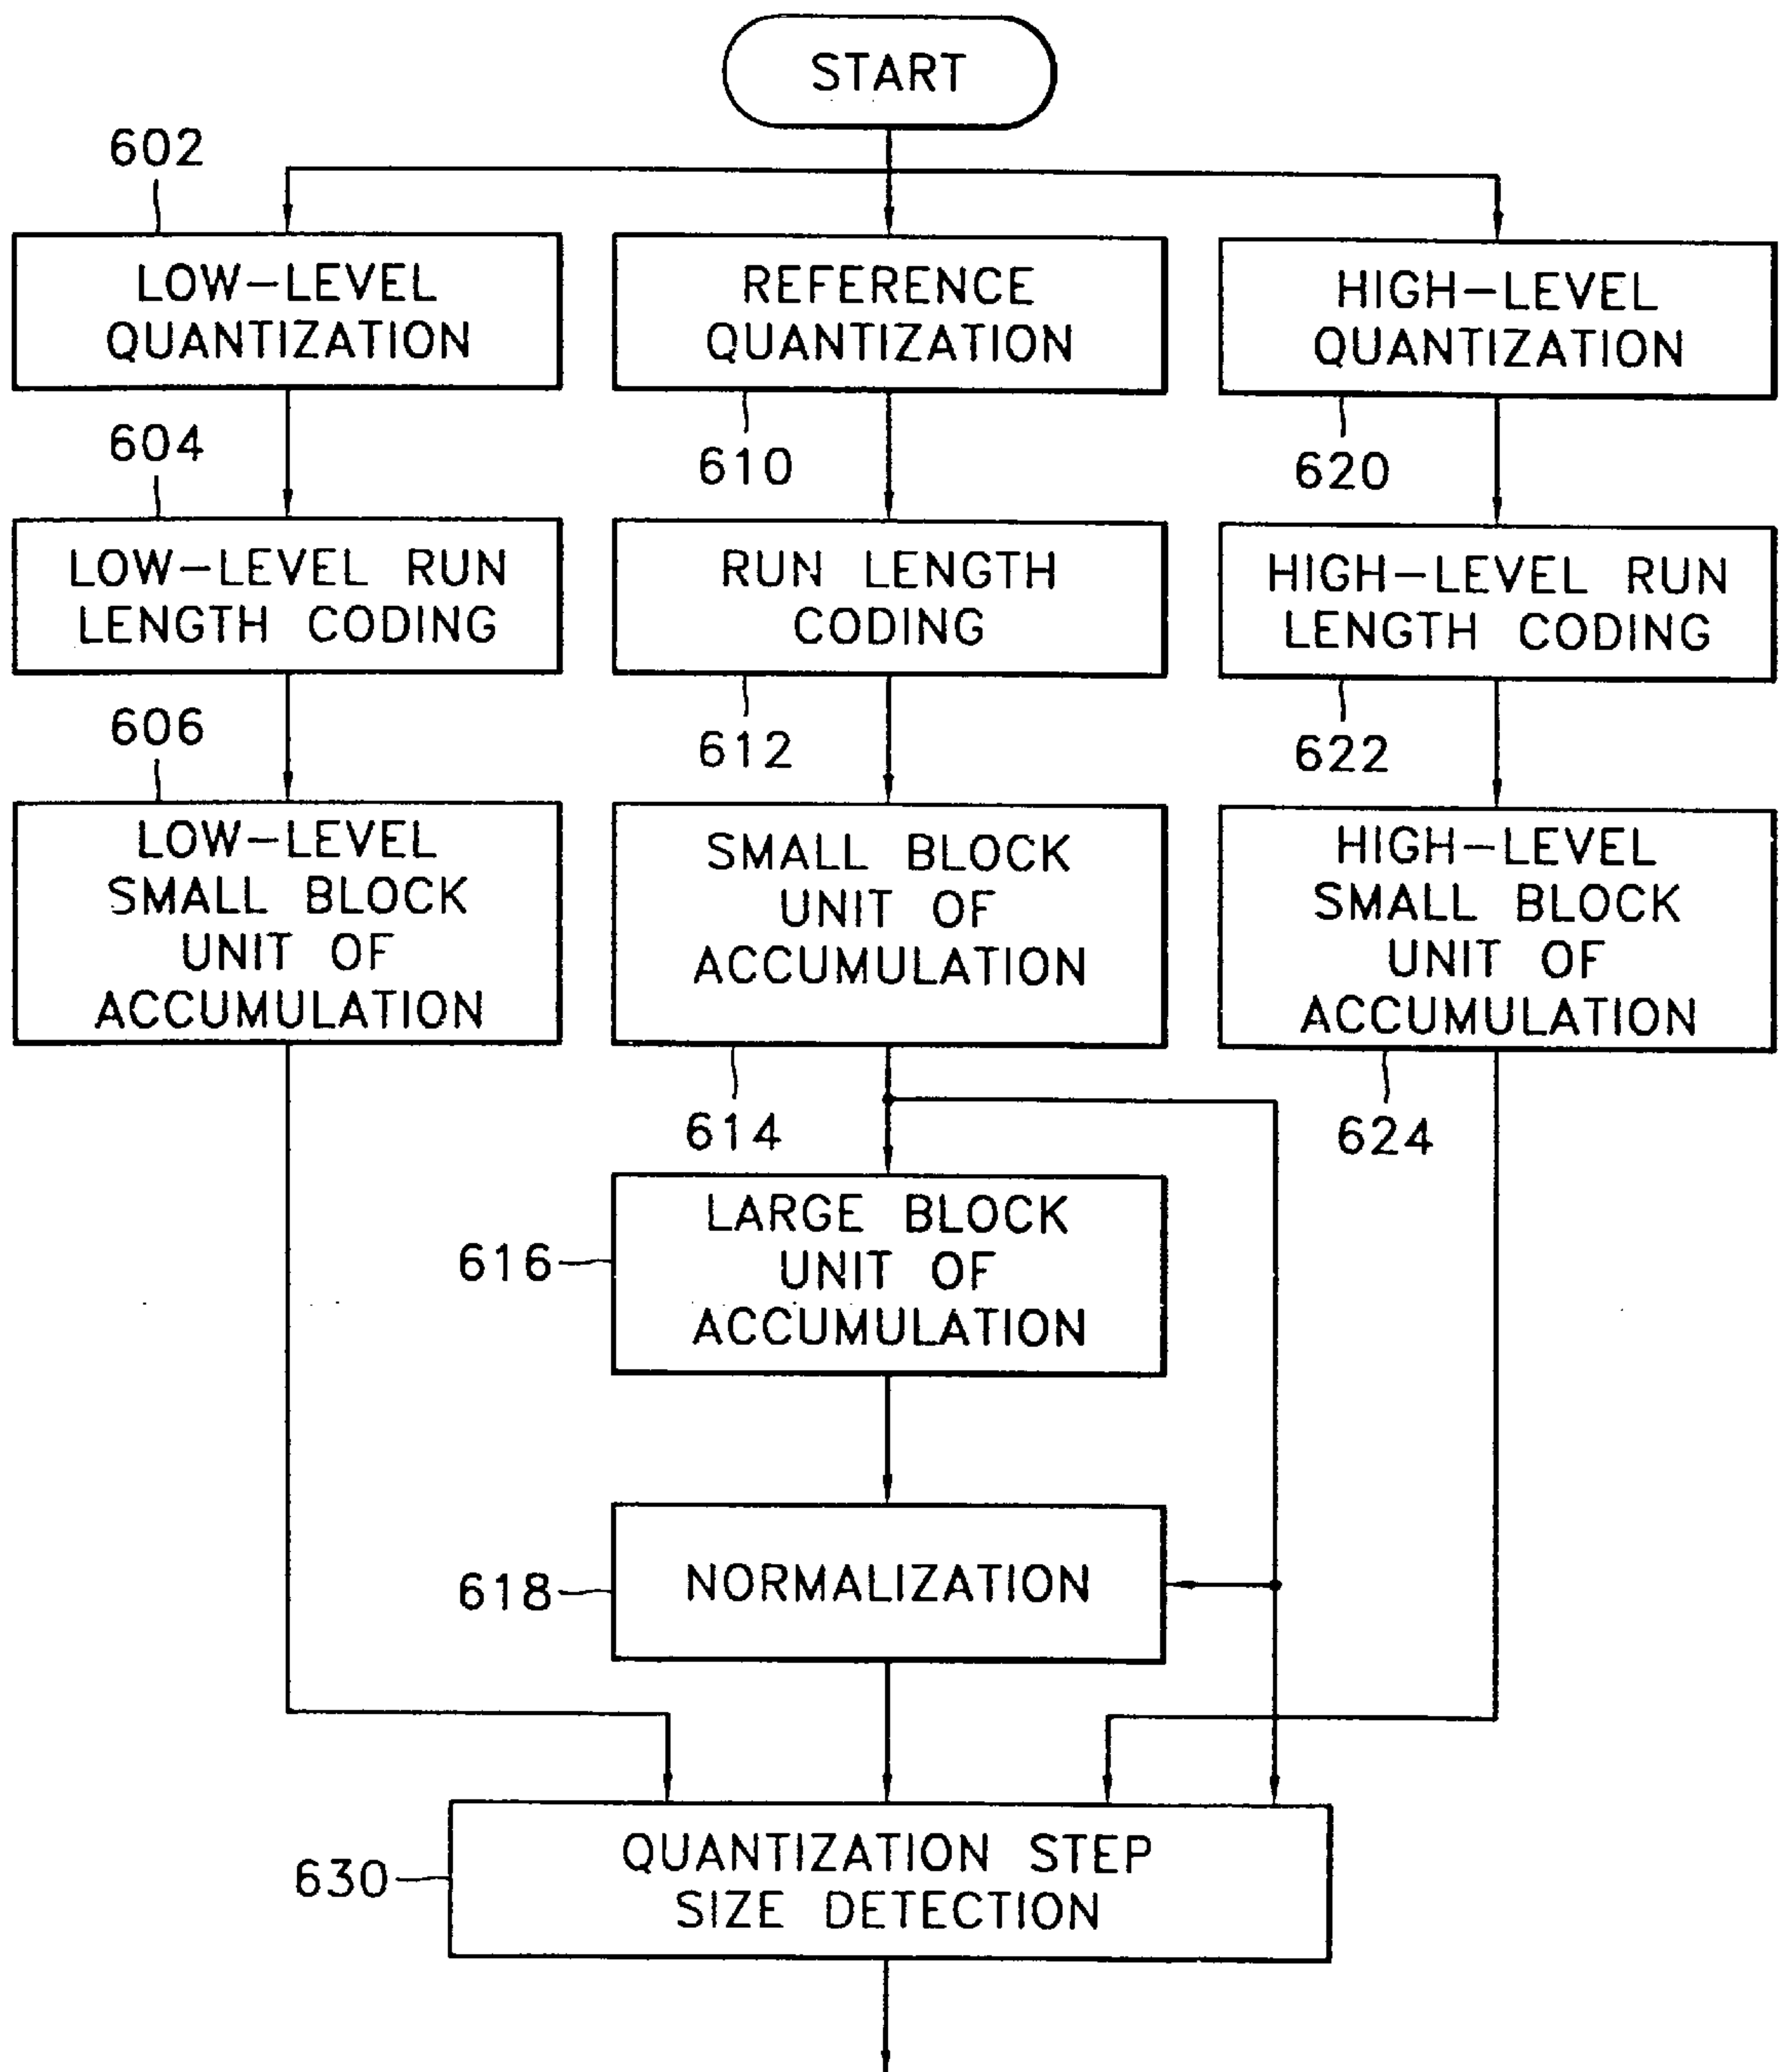 START
602
LOW-LEVEL
QUANTIZATION
REFERENCE
QUANTIZATION
HIGH-LEVEL
QUANTIZATION
604
610
620
LOW-LEVEL RUN
LENGTH CODING
RUN LENGTH
CODING
HIGH-LEVEL RUN
LENGTH CODING
606
612
622
LOW-LEVEL
SMALL BLOCK
UNIT OF
ACCUMULATION
SMALL BLOCK
UNIT OF
ACCUMULATION
HIGH-LEVEL
SMALL BLOCK
UNIT OF
ACCUMULATION
614
624
616
LARGE BLOCK
UNIT OF
ACCUMULATION
618
NORMALIZATION
630
QUANTIZATION STEP
SIZE DETECTION